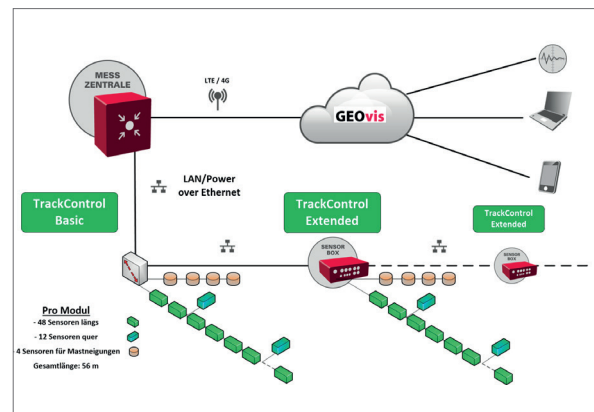 MESS
ZENTRALE
LTE / 4G
GEOvis
LAN/Power
over Ethernet
TrackControl
Basic
TrackControl
Extended
TrackControl
Extended
SENSOR
BOX
SENSOR
BOX
Pro Modul
- 48 Sensoren längs
- 12 Sensoren quer
4 Sensoren für Mastneigungen
Gesamtlänge: 56 m